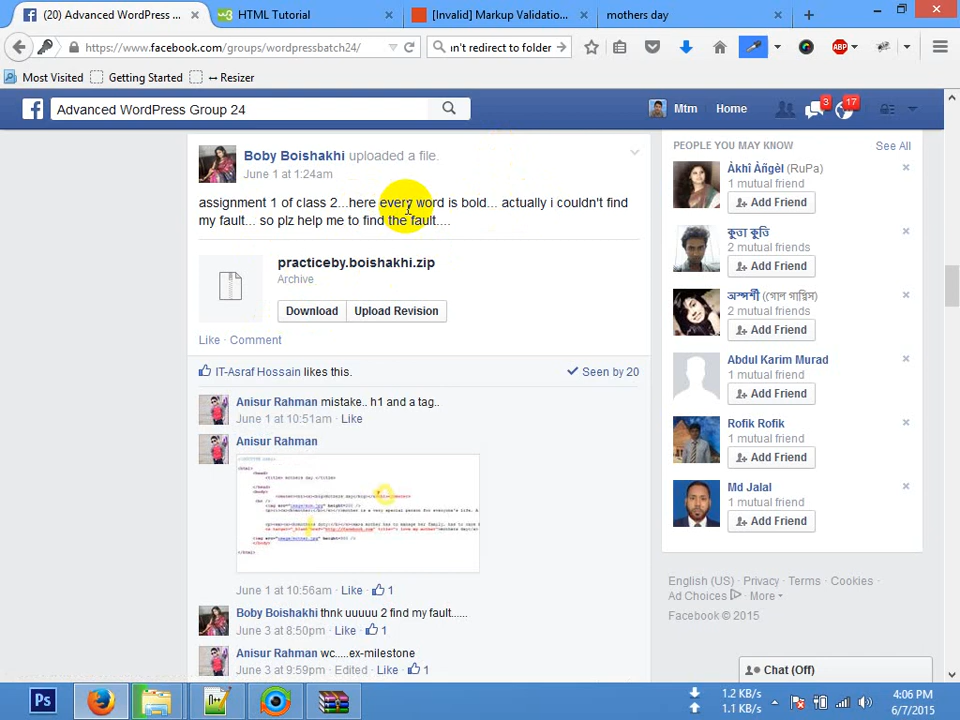 (20) Advanced WordPress ...
HTML Tutorial
[Invalid] Markup Validatio...
mothers day
https://www.facebook.com/groups/wordpressbatch24/
ın't redirect to folder
ABP
Most Visited
Getting Started
↔ Resizer
Advanced WordPress Group 24
Mtm
Home
3
17
Boby Boishakhi uploaded a file.
June 1 at 1:24am
assignment 1 of class 2...here every word is bold... actually i couldn't find
my fault... so plz help me to find the fault....
practiceby.boishakhi.zip
Archive
Download
Upload Revision
Like · Comment
IT-Asraf Hossain likes this.
Seen by 20
Anisur Rahman mistake.. h1 and a tag..
June 1 at 10:51am · Like
Anisur Rahman
June 1 at 10:56am · Like · 1
Boby Boishakhi thnk uuuuu 2 find my fault......
June 3 at 8:50pm · Like · 1
Anisur Rahman wc.....ex-milestone
June 3 at 9:59pm · Edited · Like · 1
PEOPLE YOU MAY KNOW
See All
Àkhî Áñgèl (RuPa)
1 mutual friend
Add Friend
কুত্তা কুত্তি
2 mutual friends
Add Friend
অস্পর্শী
2 mutual friends
Add Friend
Abdul Karim Murad
1 mutual friend
Add Friend
Rofik Rofik
1 mutual friend
Add Friend
Md Jalal
1 mutual friend
Add Friend
English (US) · Privacy · Terms · Cookies ·
Ad Choices · More
Facebook © 2015
Chat (Off)
Ps
1.2 KB/s
1.1 KB/s
4:06 PM
6/7/2015